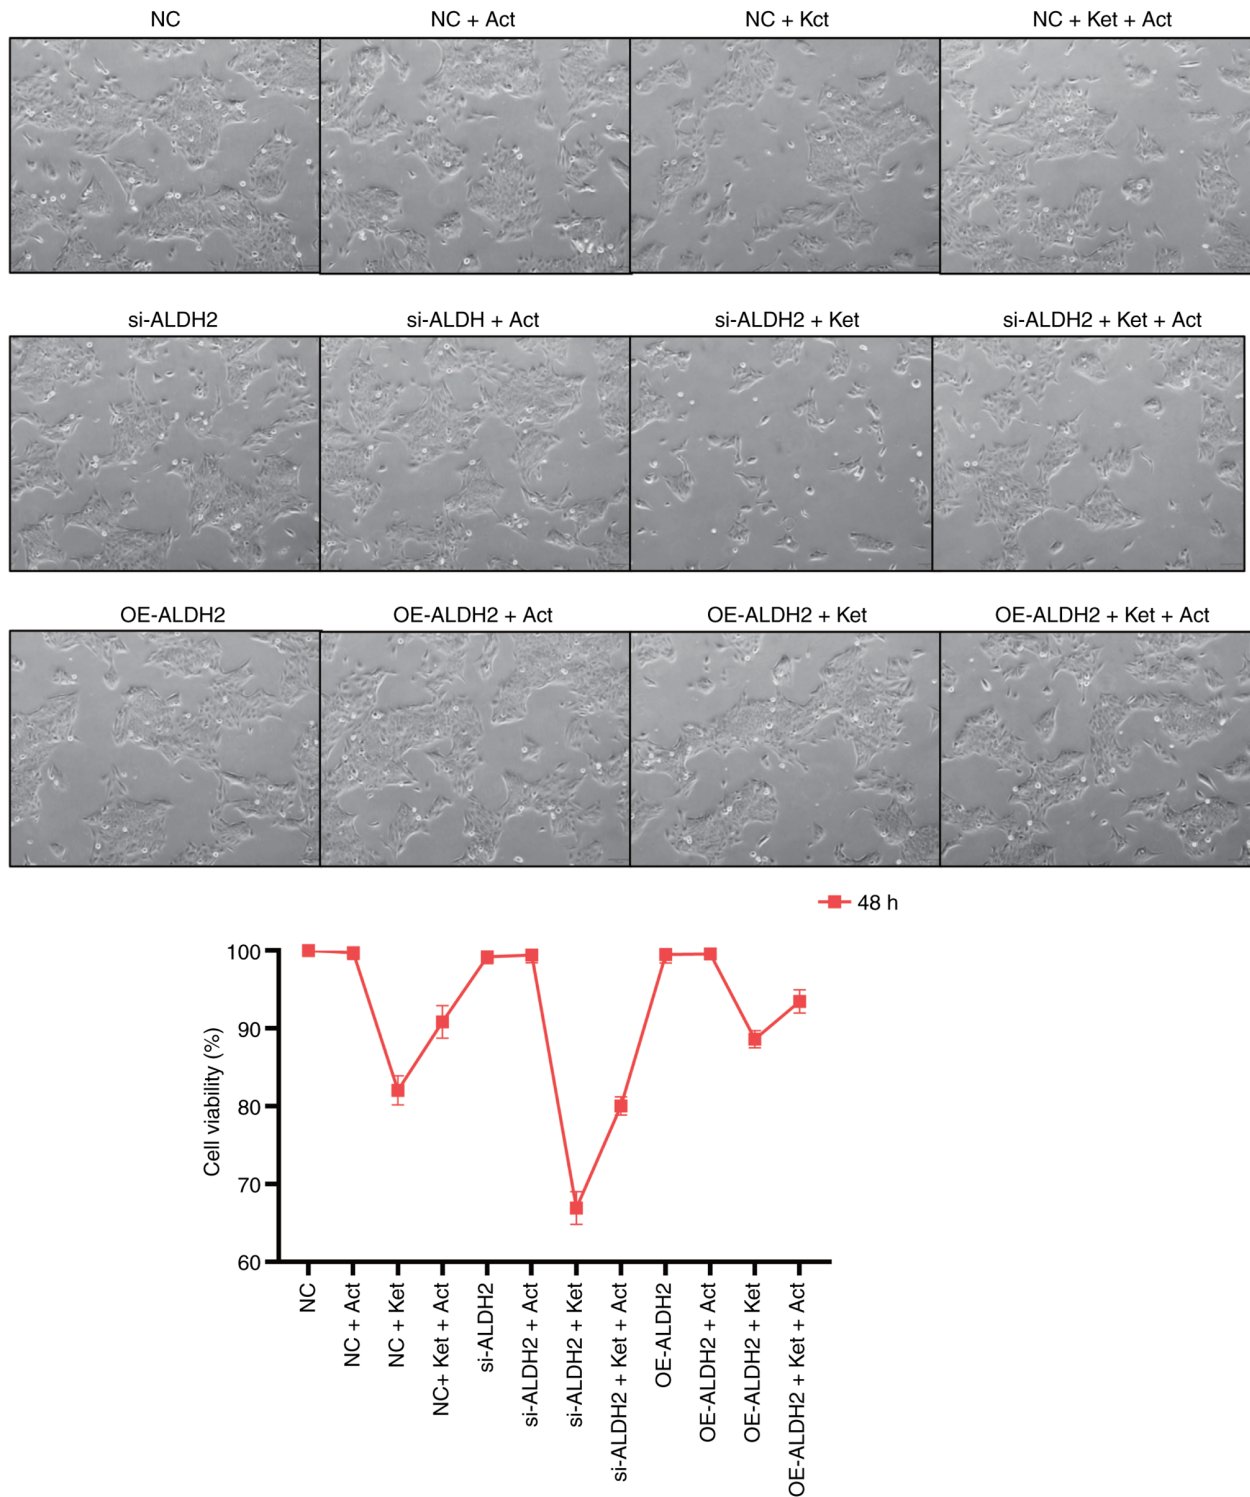 NC
NC + Act
NC + Kct
NC + Ket + Act
si-ALDH2
si-ALDH + Act
si-ALDH2 + Ket
si-ALDH2 + Ket + Act
OE-ALDH2
OE-ALDH2 + Act
OE-ALDH2 + Ket
OE-ALDH2 + Ket + Act
48 h
Cell viability (%)
100
90
80
70
60
NC
NC + Act
NC + Ket
NC+ Ket + Act
si-ALDH2
si-ALDH2 + Act
si-ALDH2 + Ket
si-ALDH2 + Ket + Act
OE-ALDH2
OE-ALDH2 + Act
OE-ALDH2 + Ket
OE-ALDH2 + Ket + Act